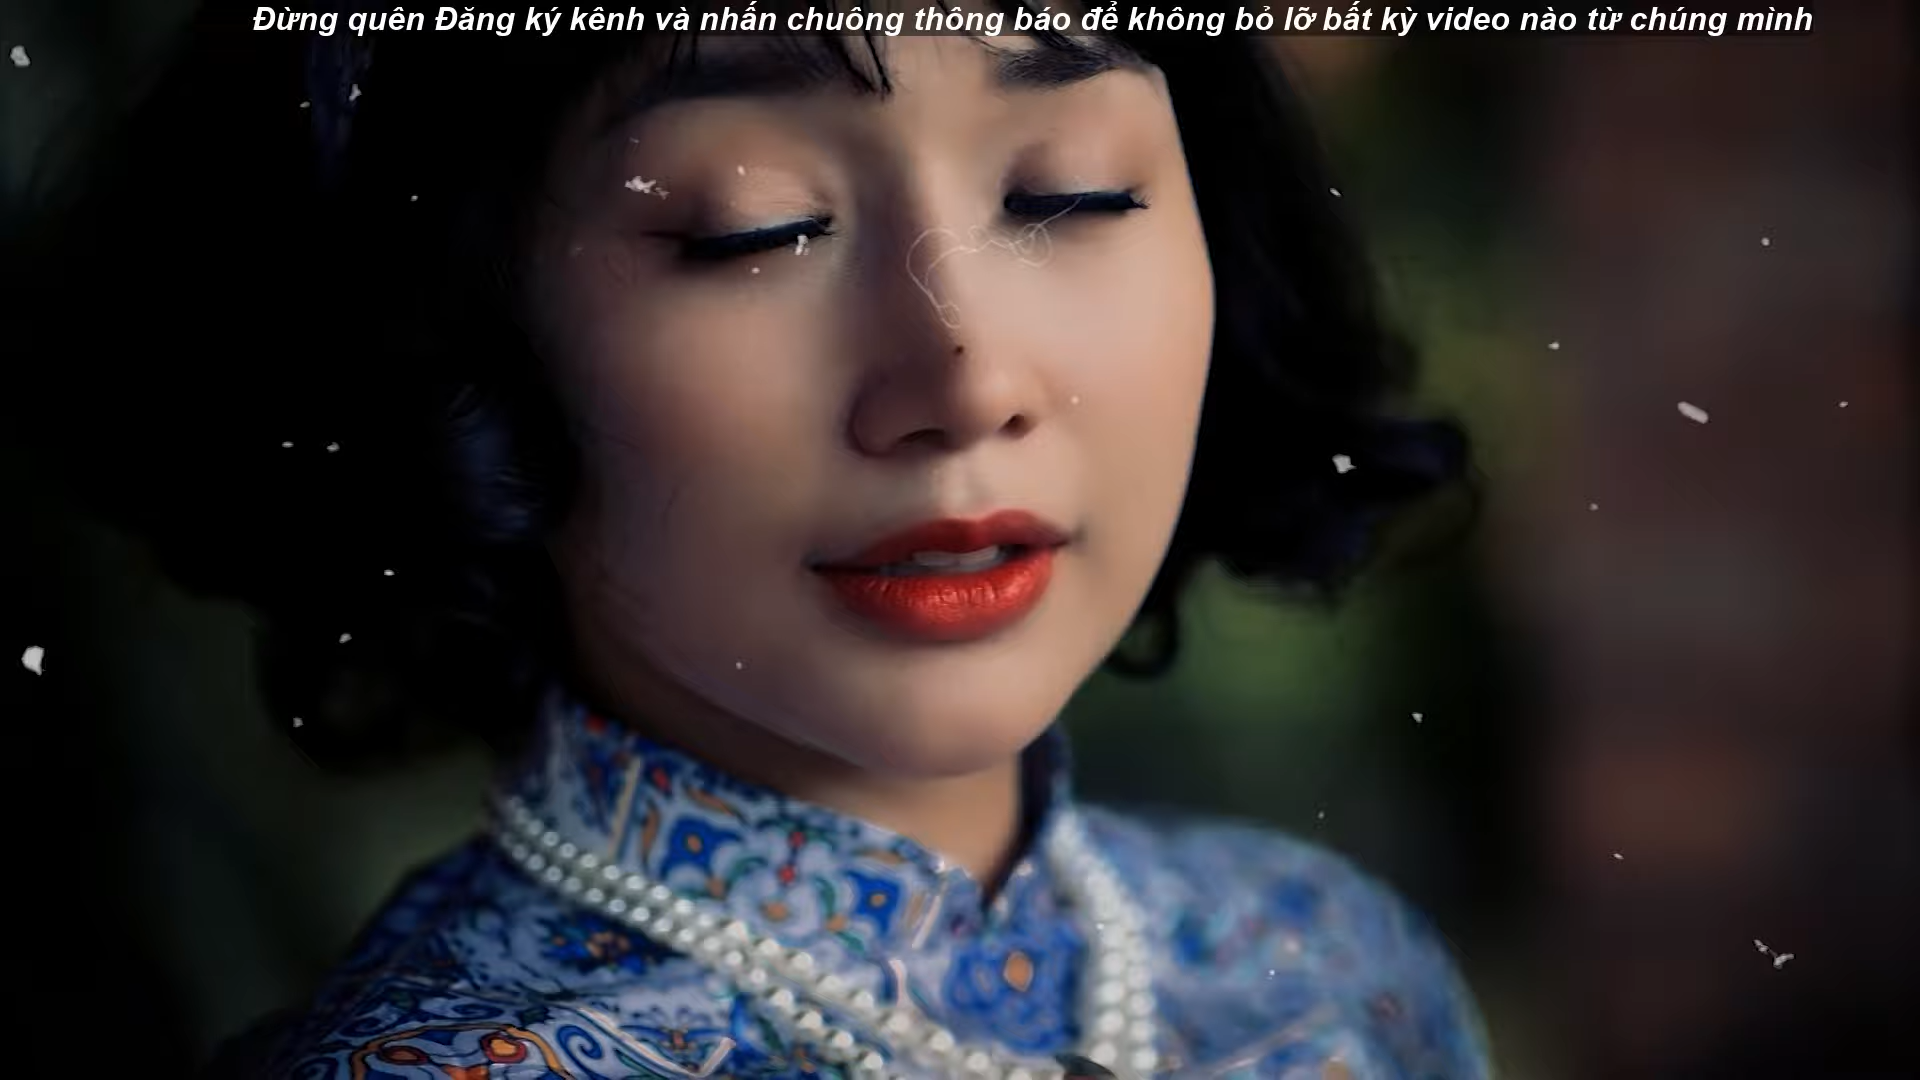 Đừng quên Đăng ký kênh và nhấn chuông thông báo để không bỏ lỡ bất kỳ video nào từ chúng mình